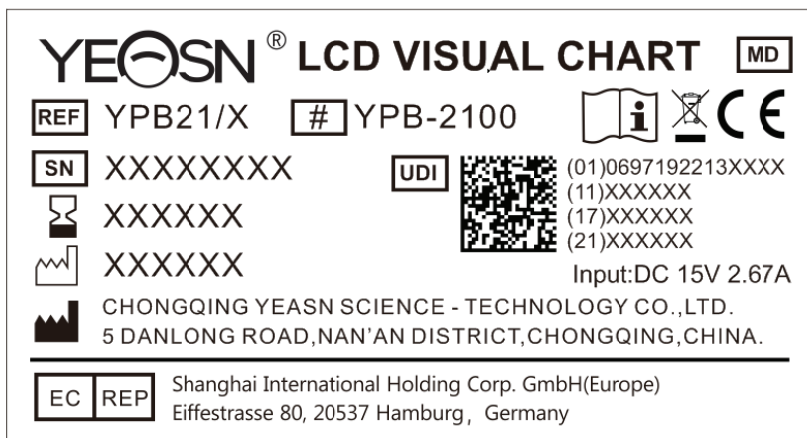 YEASN® LCD VISUAL CHART MD
REF YPB21/X # YPB-2100
SN XXXXXXXX
XXXXXX
XXXXXX
UDI (01)0697192213XXXX
(11)XXXXXX
(17)XXXXXX
(21)XXXXXX
Input:DC 15V 2.67A
CHONGQING YEASN SCIENCE - TECHNOLOGY CO.,LTD.
5 DANLONG ROAD,NAN'AN DISTRICT,CHONGQING,CHINA.
EC REP Shanghai International Holding Corp. GmbH(Europe)
Eiffestrasse 80, 20537 Hamburg, Germany